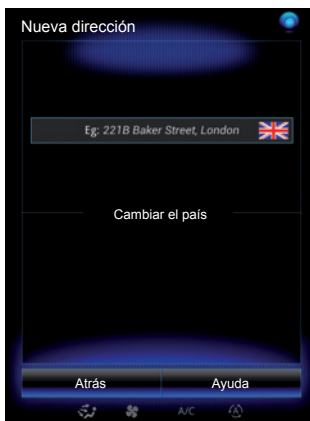 Nueva dirección
Eg: 221B Baker Street, London
Cambiar el país
Atrás Ayuda
A/C A